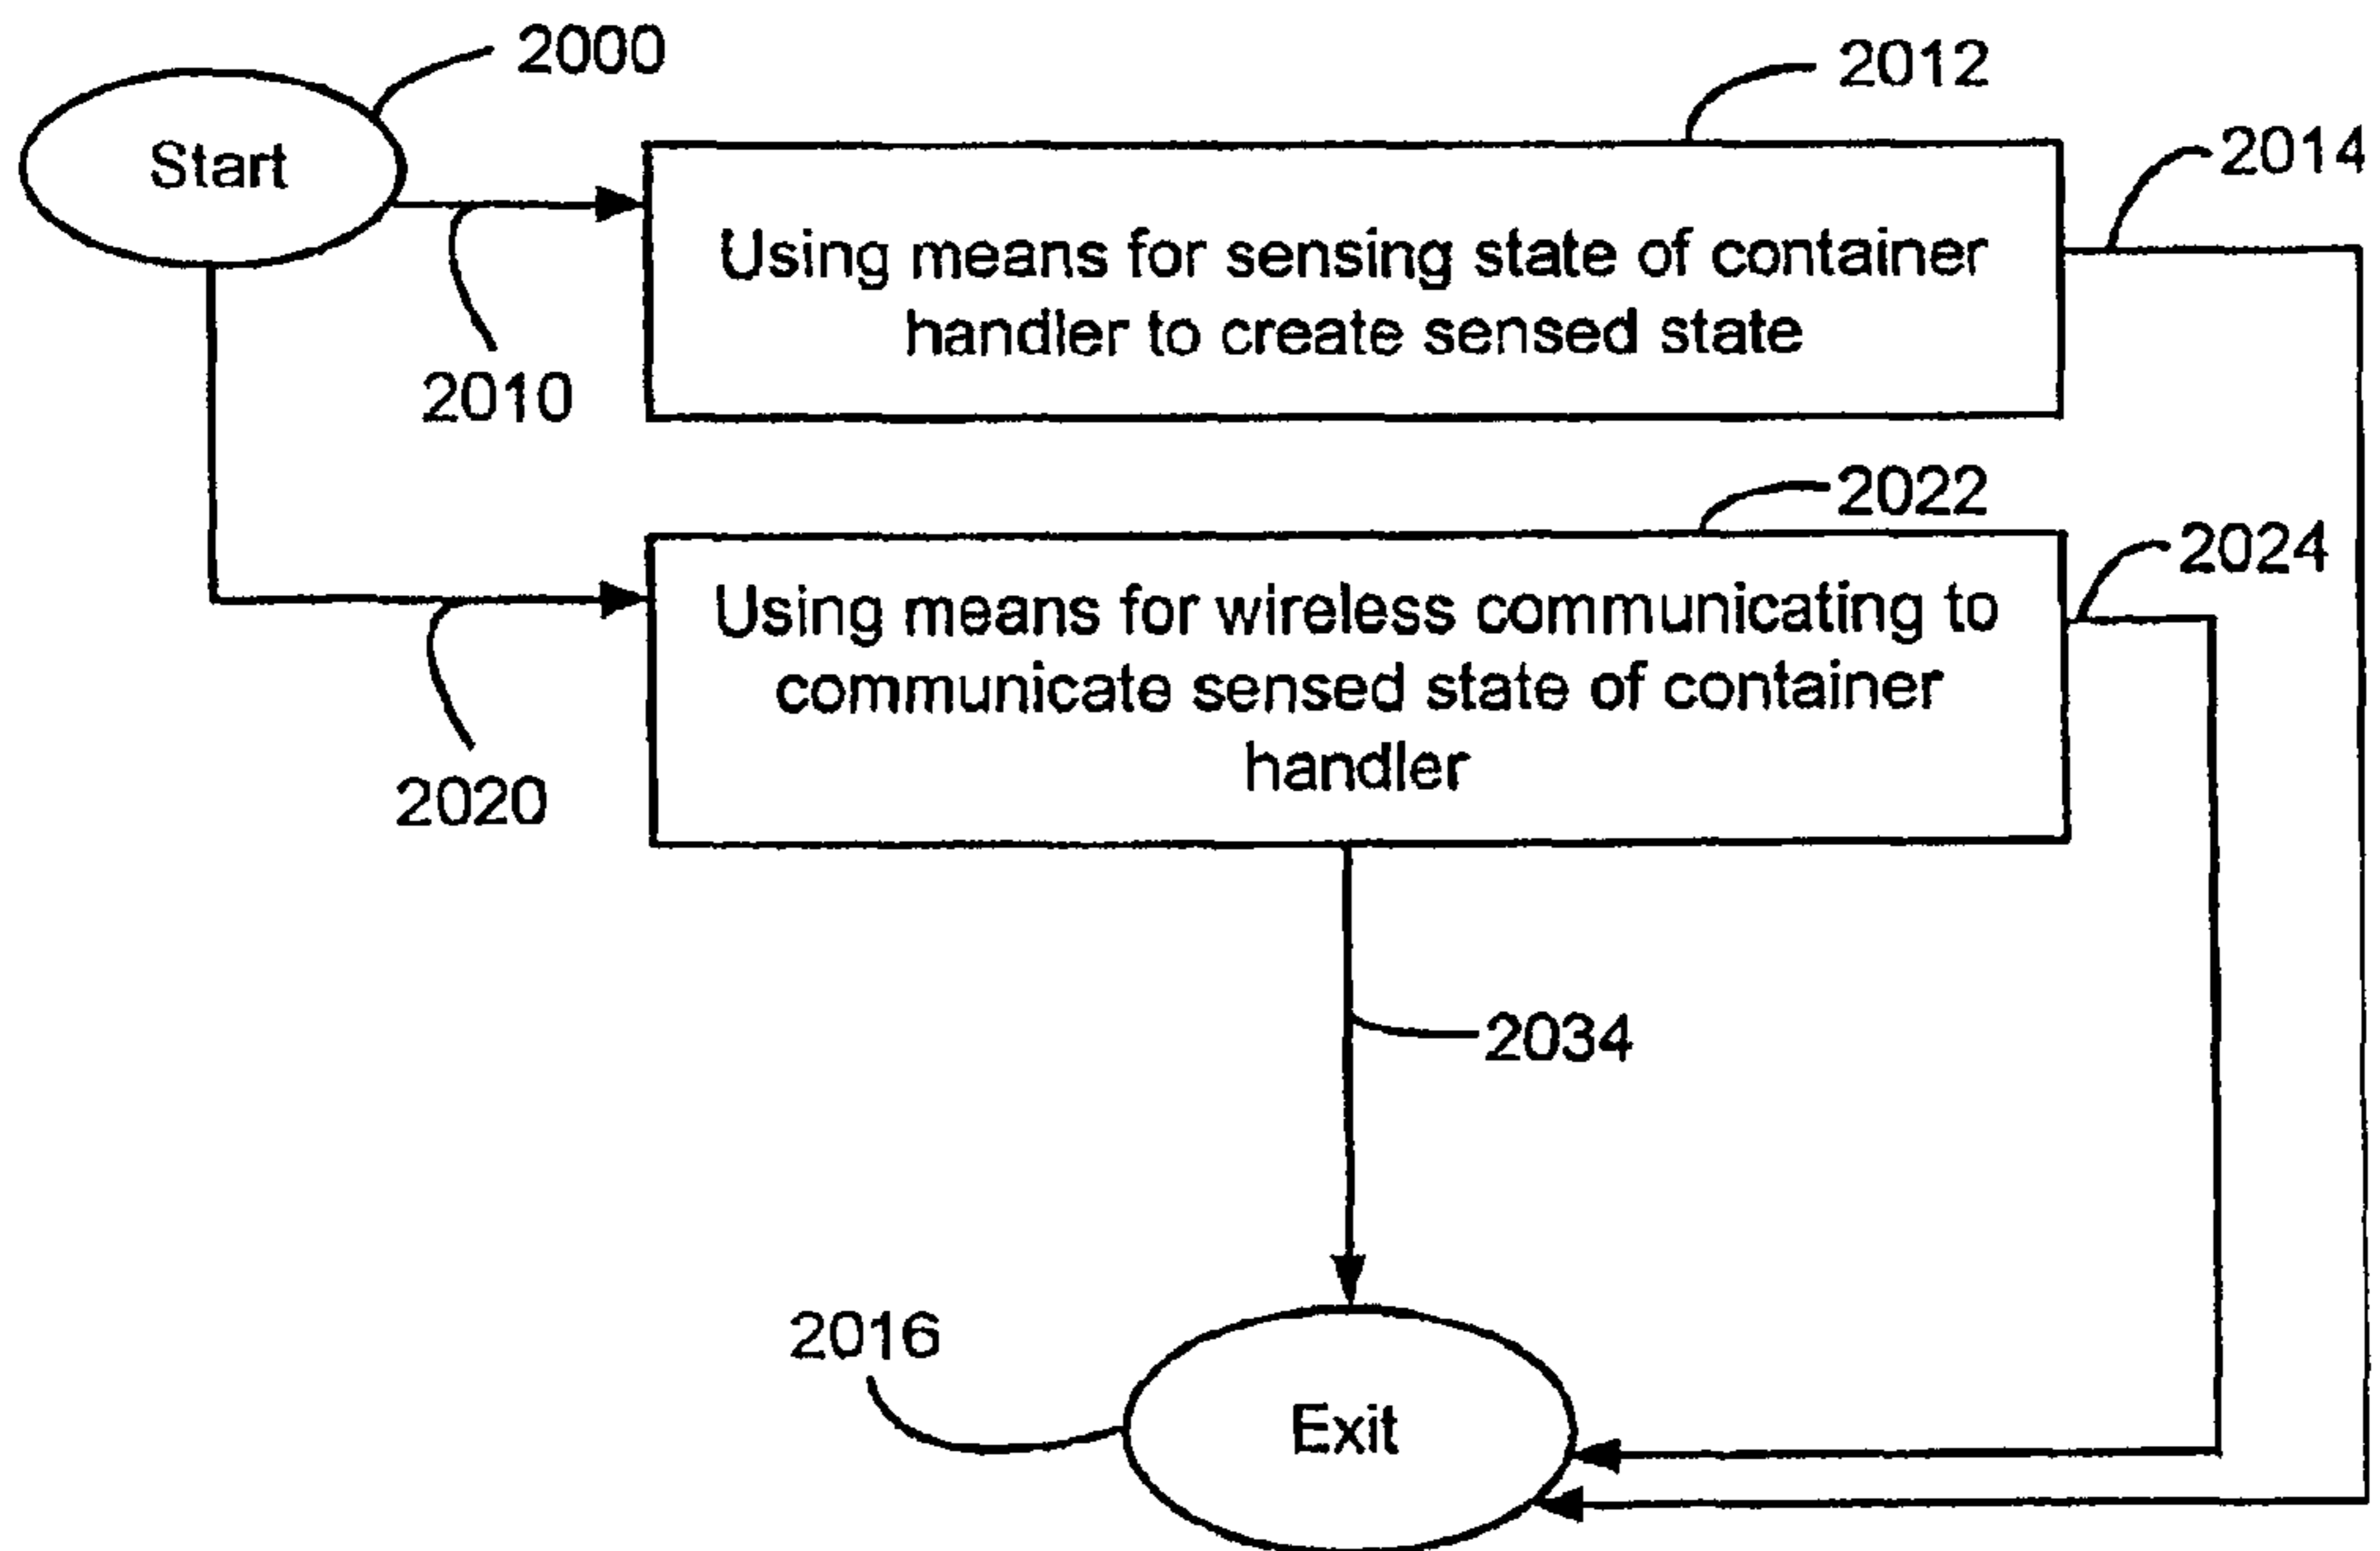 2000
Start
2012
2014
Using means for sensing state of container
handler to create sensed state
2010
2022
2024
Using means for wireless communicating to
communicate sensed state of container
handler
2020
2034
2016
Exit